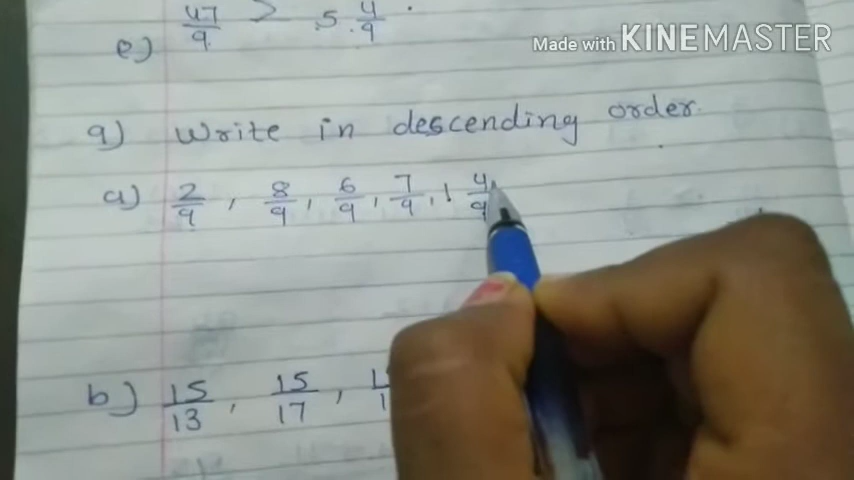 Made with KINEMASTER
e) 47/9 > 5 4/9.
9) Write in descending order.
a) 2/9, 8/9, 6/9, 7/9, 1 4/9
b) 15/13, 15/17,